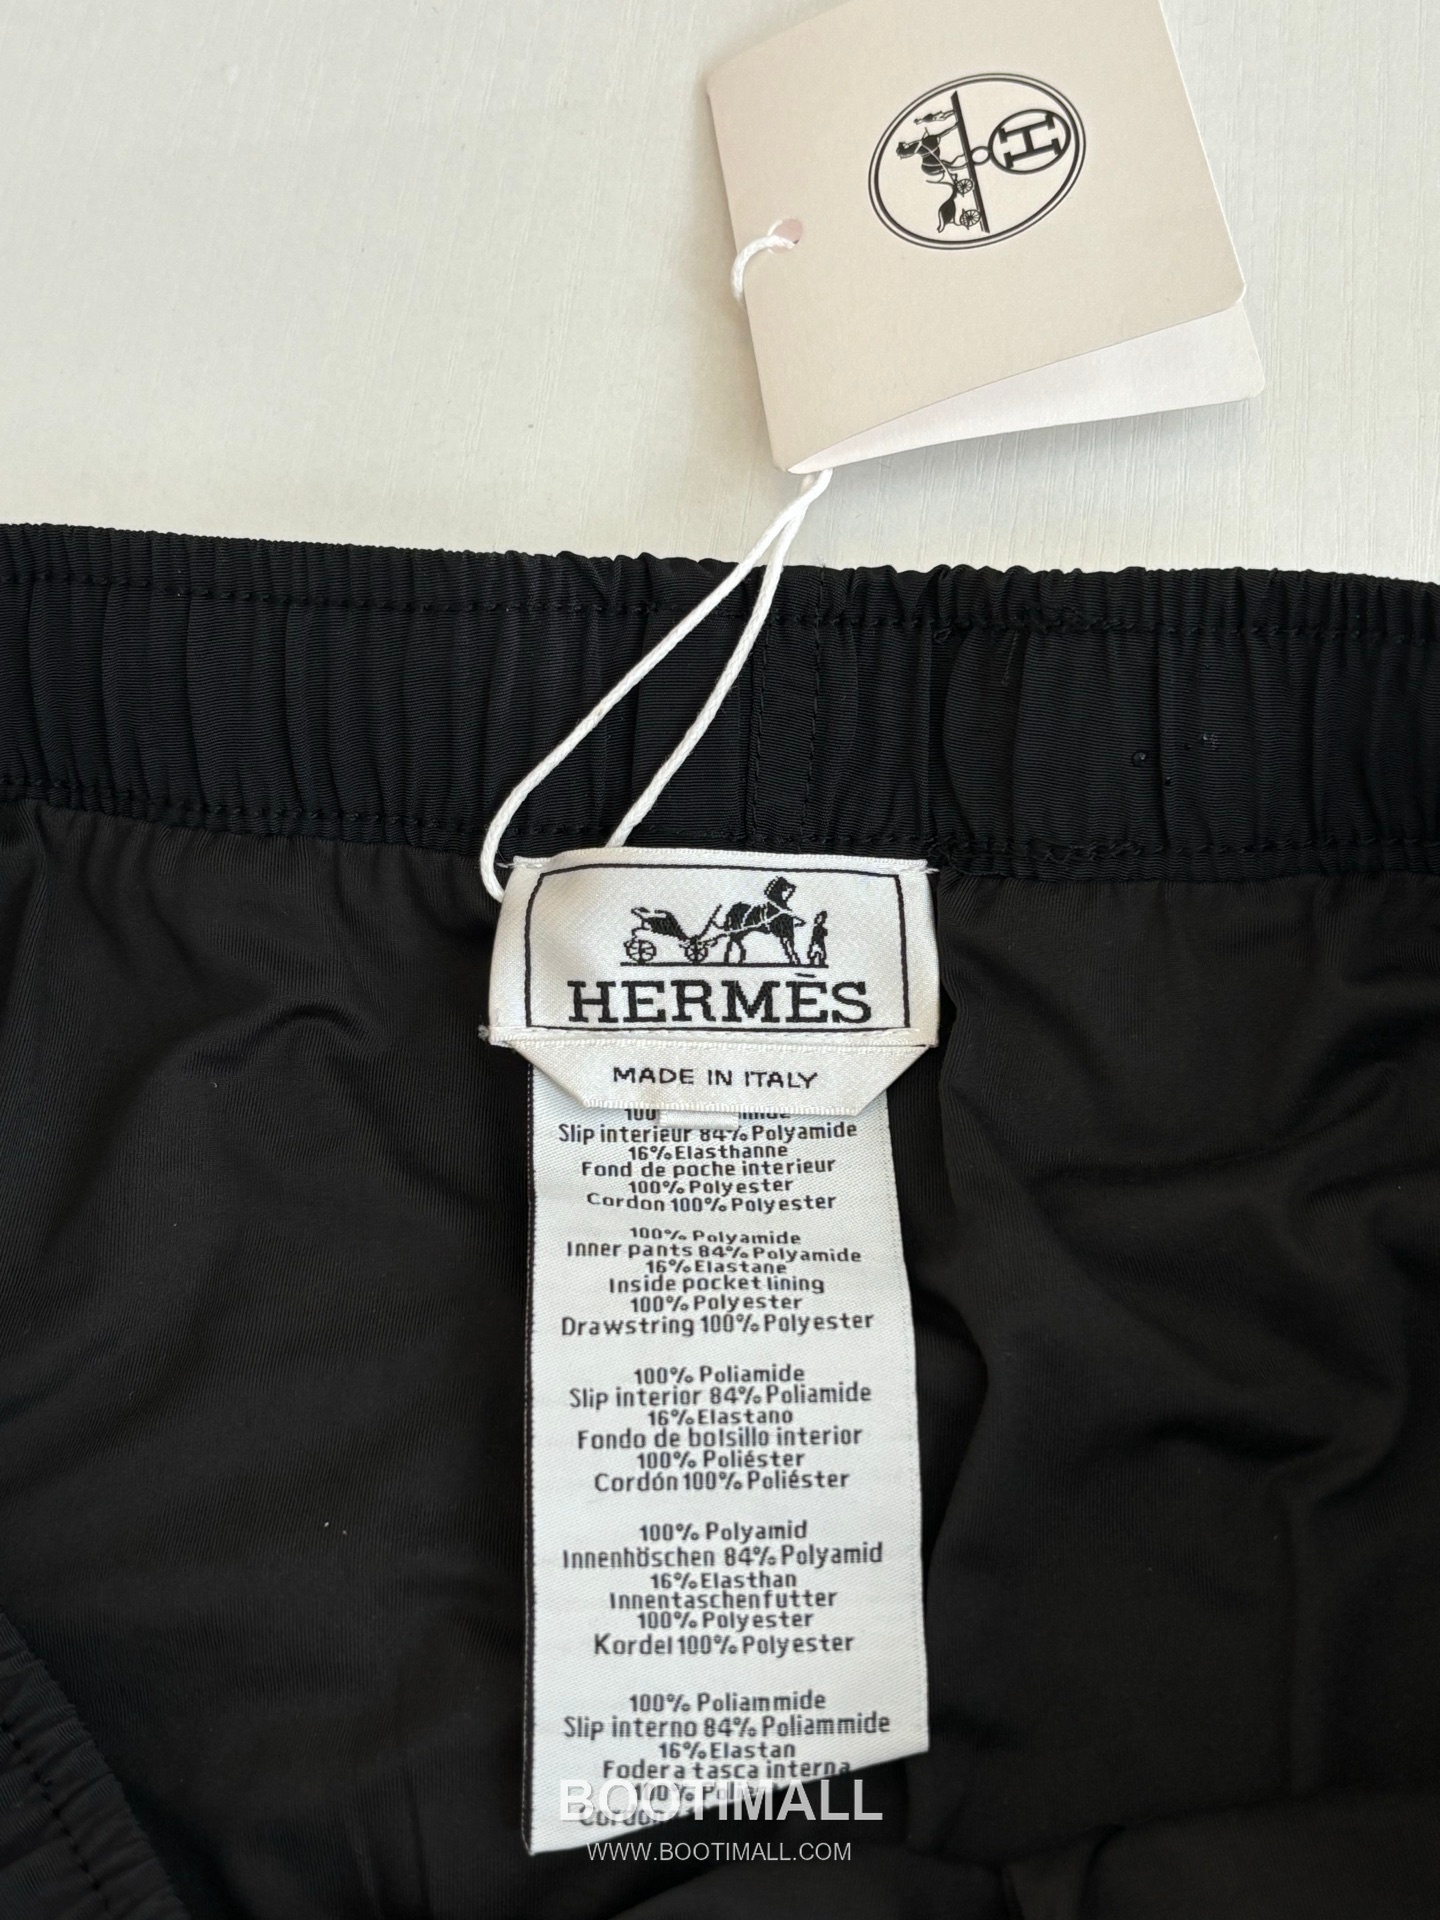 H
HERMÈS
MADE IN ITALY
100
Slip interieur 84% Polyamide
16% Elasthanne
Fond de poche interieur
100% Polyester
Cordon 100% Polyester
100% Polyamide
Inner pants 84% Polyamide
16% Elastane
Inside pocket lining
100% Polyester
Drawstring 100% Polyester
100% Poliamide
Slip interior 84% Poliamide
16% Elastano
Fondo de bolsillo interior
100% Poliéster
Cordón 100% Poliéster
100% Polyamid
Innenhöschen 84% Polyamid
16% Elasthan
Innentaschenfutter
100% Polyester
Kordel 100% Polyester
100% Poliammide
Slip interno 84% Poliammide
16% Elastan
Fodera tasca interna
100%
BOOTIMALL
WWW.BOOTIMALL.COM